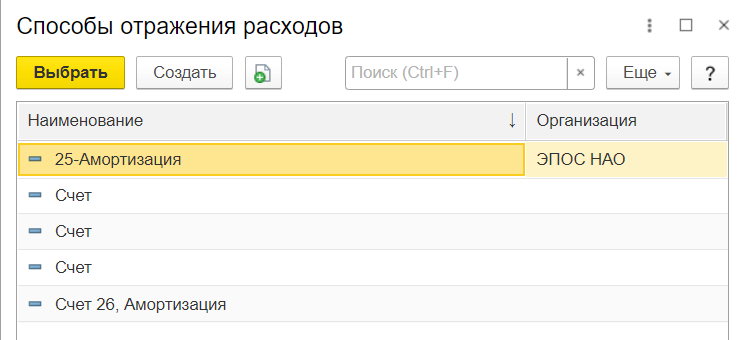 Способы отражения расходов
Выбрать Создать Поиск (Ctrl+F) × Еще ?
Наименование ↓ Организация
25-Амортизация ЭПОС НАО
Счет
Счет
Счет
Счет 26, Амортизация